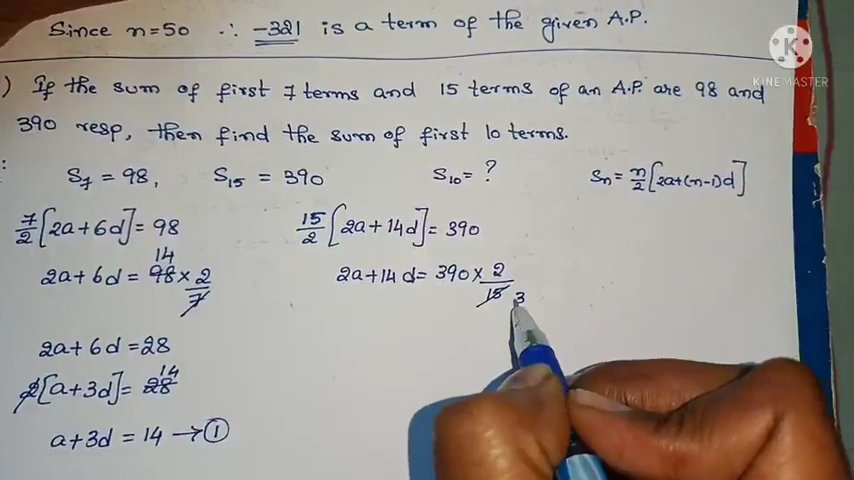 Since n=50 ∴ -321 is a term of the given A.P.
) If the sum of first 7 terms and 15 terms of an A.P. are 98 and
390 resp, then find the sum of first 10 terms.
: S₇ = 98, S₁₅ = 390 S₁₀ = ? Sn = n/2 [2a+(n-1)d]
7/2 [2a+6d] = 98 15/2 [2a+14d] = 390
14
2a+6d = 98 × 2/7 2a+14d = 390 × 2/15 3
2a+6d = 28
14
2[a+3d] = 28
a+3d = 14 → ①
K
KINEMASTER